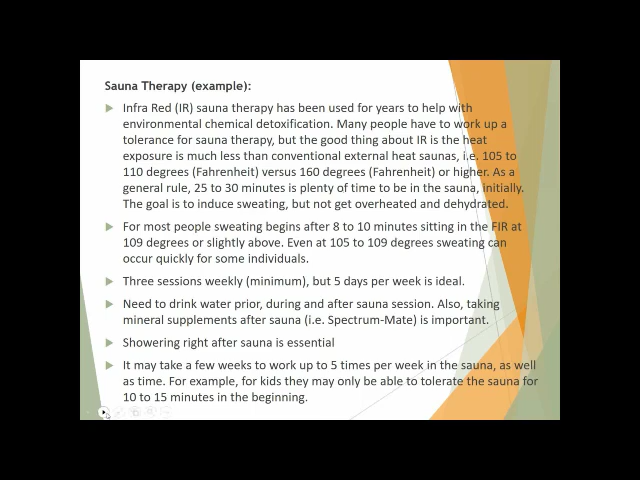 Sauna Therapy (example):
Infra Red (IR) sauna therapy has been used for years to help with
environmental chemical detoxification. Many people have to work up a
tolerance for sauna therapy, but the good thing about IR is the heat
exposure is much less than conventional external heat saunas, i.e. 105 to
110 degrees (Fahrenheit) versus 160 degrees (Fahrenheit) or higher. As a
general rule, 25 to 30 minutes is plenty of time to be in the sauna, initially.
The goal is to induce sweating, but not get overheated and dehydrated.
For most people sweating begins after 8 to 10 minutes sitting in the FIR at
109 degrees or slightly above. Even at 105 to 109 degrees sweating can
occur quickly for some individuals.
Three sessions weekly (minimum), but 5 days per week is ideal.
Need to drink water prior, during and after sauna session. Also, taking
mineral supplements after sauna (i.e. Spectrum-Mate) is important.
Showering right after sauna is essential
It may take a few weeks to work up to 5 times per week in the sauna, as well
as time. For example, for kids they may only be able to tolerate the sauna for
10 to 15 minutes in the beginning.